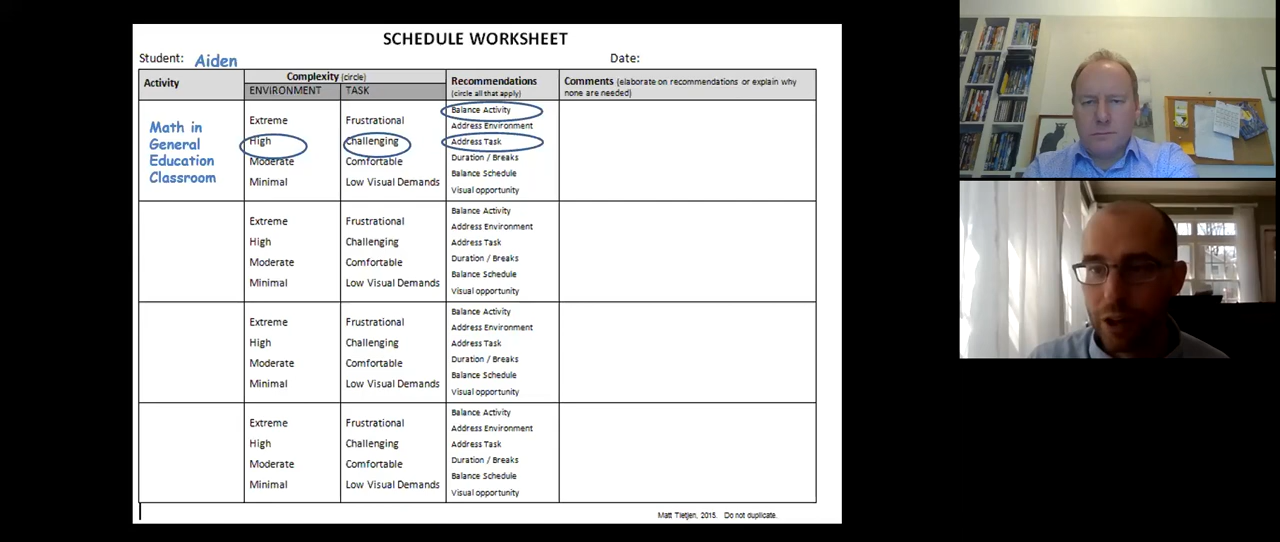 SCHEDULE WORKSHEET
Student: Aiden Date:
Activity
Complexity (circle)
ENVIRONMENT TASK
Recommendations
(circle all that apply)
Comments (elaborate on recommendations or explain why
none are needed)
Math in
General
Education
Classroom
Extreme
High
Moderate
Minimal
Frustrational
Challenging
Comfortable
Low Visual Demands
Balance Activity
Address Environment
Address Task
Duration / Breaks
Balance Schedule
Visual opportunity
Extreme
High
Moderate
Minimal
Frustrational
Challenging
Comfortable
Low Visual Demands
Balance Activity
Address Environment
Address Task
Duration / Breaks
Balance Schedule
Visual opportunity
Extreme
High
Moderate
Minimal
Frustrational
Challenging
Comfortable
Low Visual Demands
Balance Activity
Address Environment
Address Task
Duration / Breaks
Balance Schedule
Visual opportunity
Extreme
High
Moderate
Minimal
Frustrational
Challenging
Comfortable
Low Visual Demands
Balance Activity
Address Environment
Address Task
Duration / Breaks
Balance Schedule
Visual opportunity
Matt Tietjen, 2015. Do not duplicate.